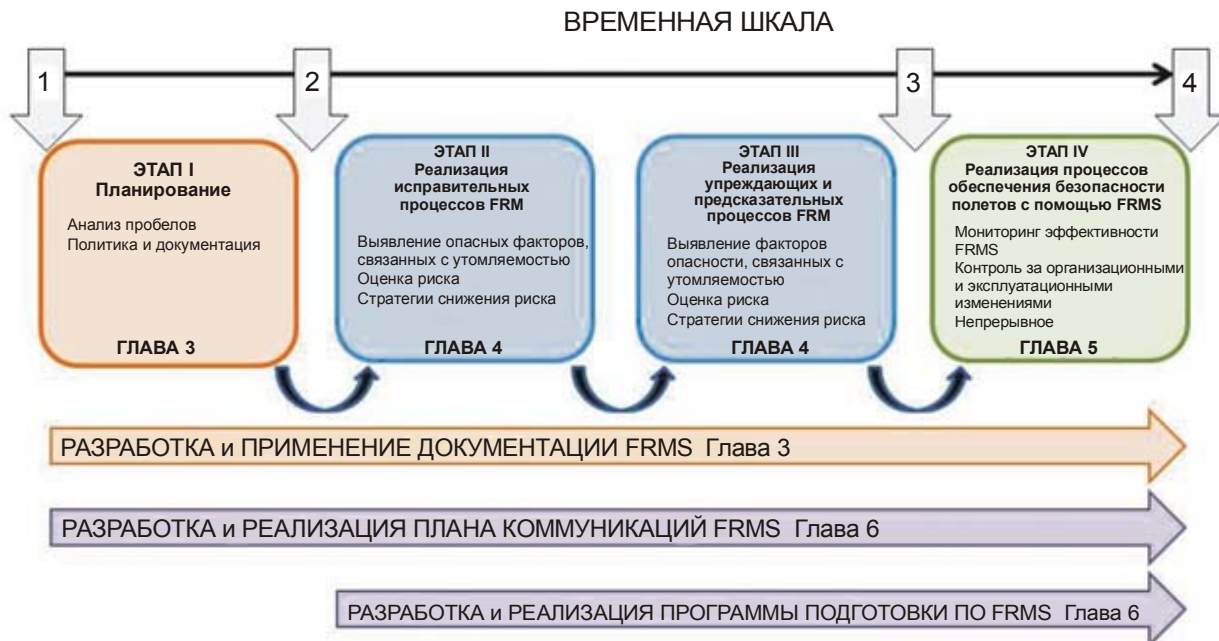 ВРЕМЕННАЯ ШКАЛА
1
2
3
4
ЭТАП I
Планирование
Анализ пробелов
Политика и документация
ГЛАВА 3
ЭТАП II
Реализация
исправительных
процессов FRM
Выявление опасных факторов,
связанных с утомляемостью
Оценка риска
Стратегии снижения риска
ГЛАВА 4
ЭТАП III
Реализация
упреждающих и
предсказательных
процессов FRM
Выявление факторов
опасности, связанных с
утомляемостью
Оценка риска
Стратегии снижения риска
ГЛАВА 4
ЭТАП IV
Реализация процессов
обеспечения безопасности
полетов с помощью FRMS
Мониторинг эффективности
FRMS
Контроль за организационными
и эксплуатационными
изменениями
Непрерывное
ГЛАВА 5
РАЗРАБОТКА и ПРИМЕНЕНИЕ ДОКУМЕНТАЦИИ FRMS Глава 3
РАЗРАБОТКА и РЕАЛИЗАЦИЯ ПЛАНА КОММУНИКАЦИЙ FRMS Глава 6
РАЗРАБОТКА и РЕАЛИЗАЦИЯ ПРОГРАММЫ ПОДГОТОВКИ ПО FRMS Глава 6